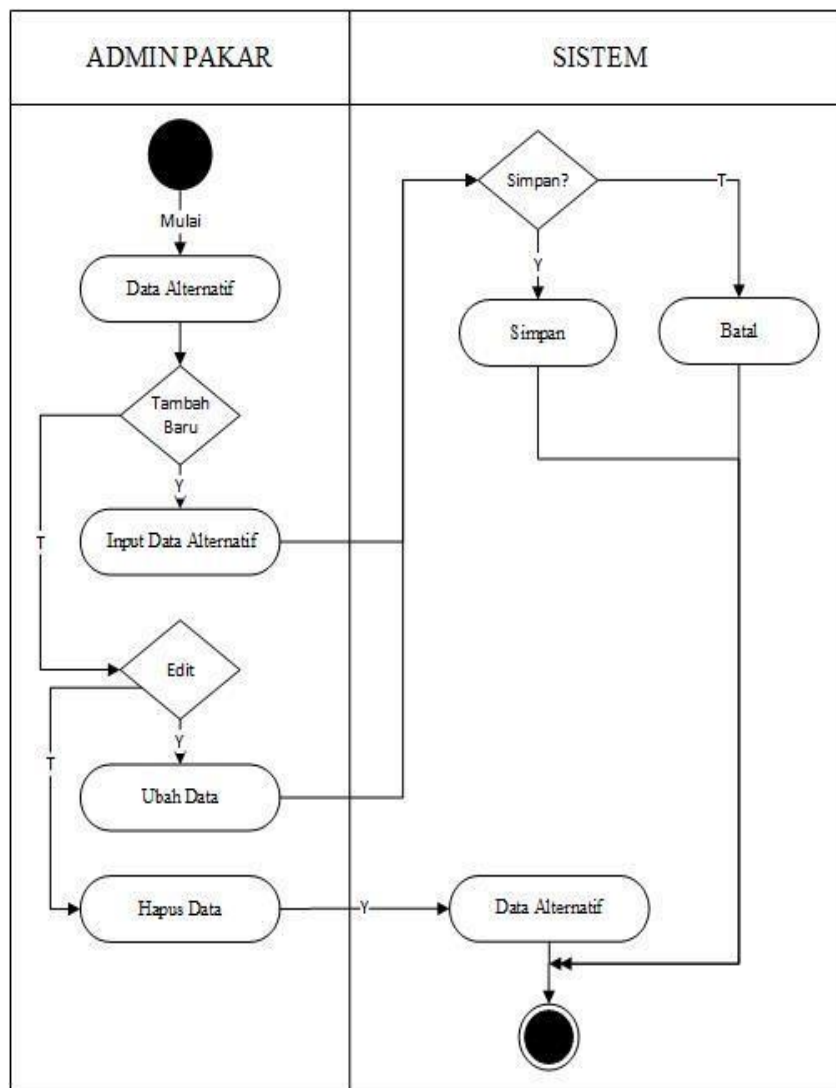 ADMIN PAKAR
SISTEM
Mulai
Data Alternatif
Tambah
Baru
Y
Input Data Alternatif
T
Edit
Y
T
Ubah Data
Hapus Data
Y
Simpan?
T
Y
Simpan
Batal
Data Alternatif